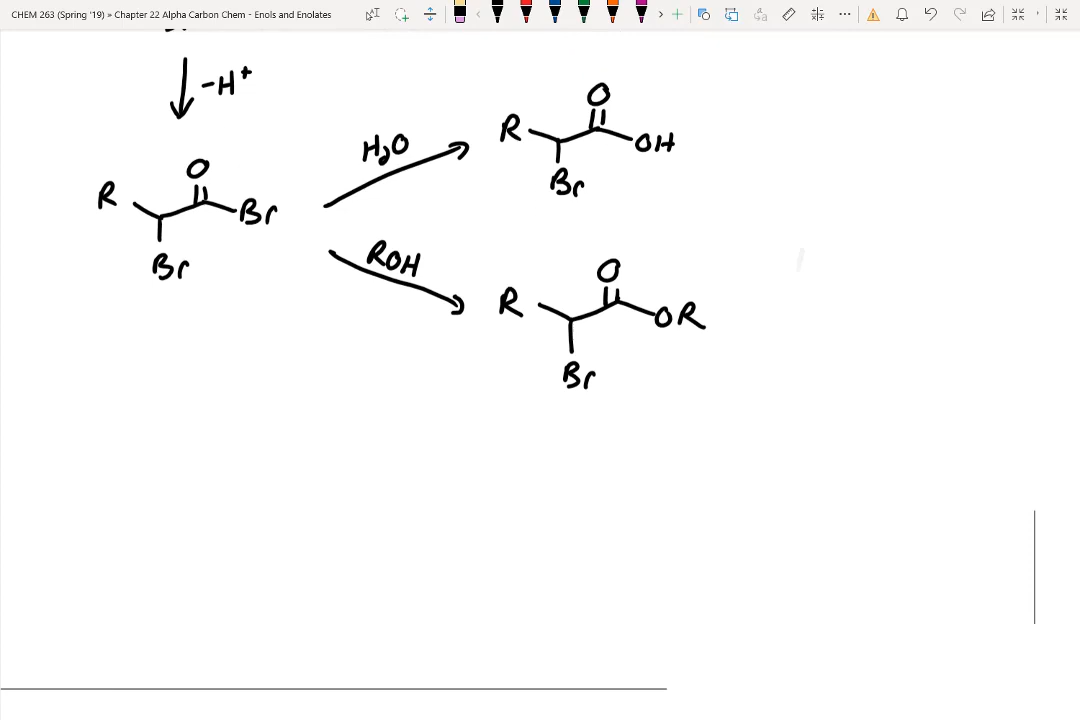 CHEM 263 (Spring '19) » Chapter 22 Alpha Carbon Chem - Enols and Enolates
-H⁺
O
R
Br
Br
H₂O
O
R
OH
Br
ROH
O
R
OR
Br